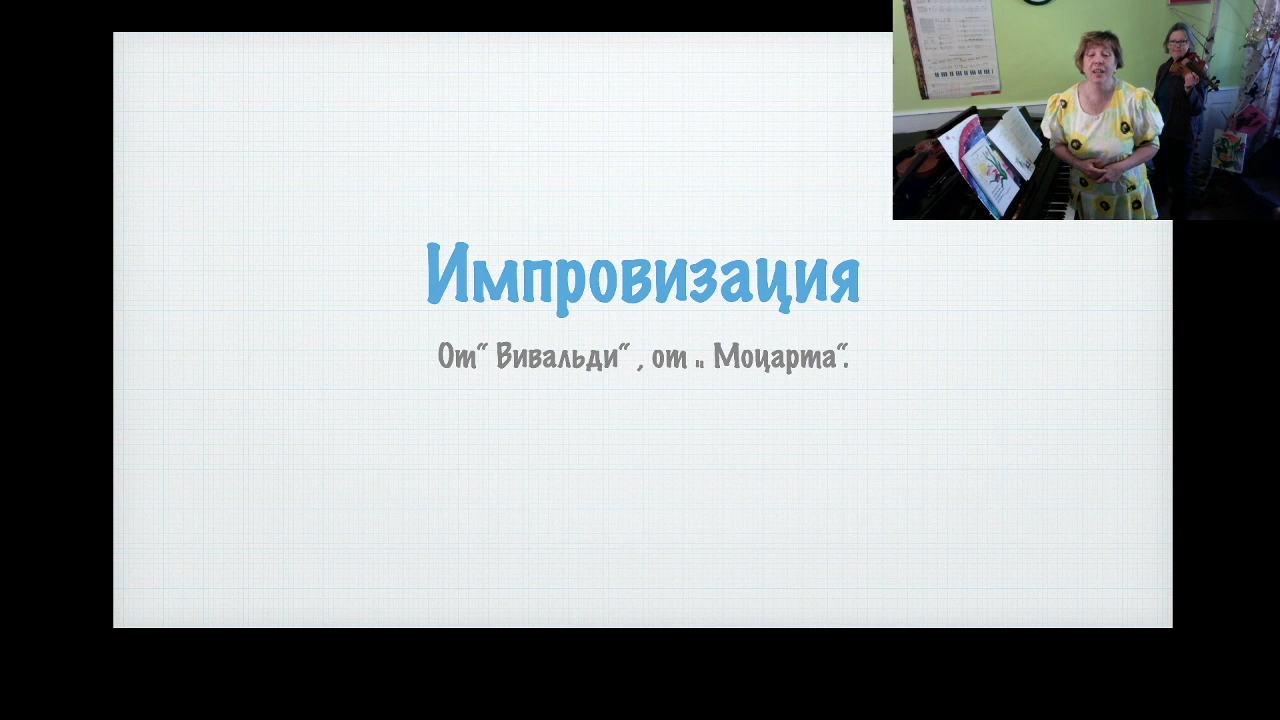 Импровизация
От“ Вивальди“ , от „ Моцарта“.